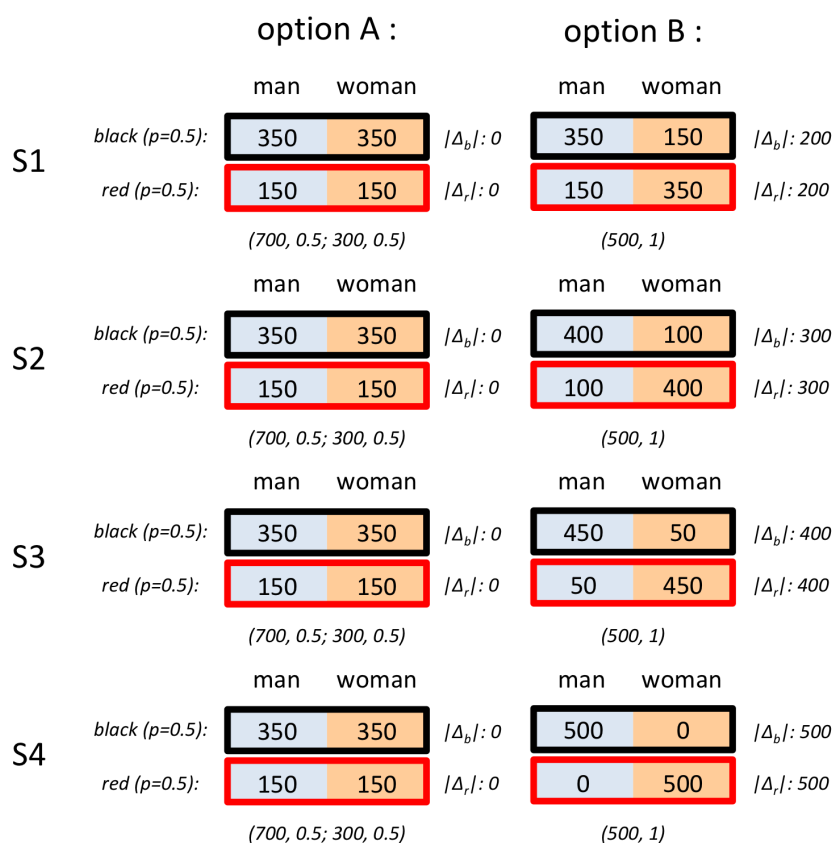 option A : option B :
man woman man woman
S1
black (p=0.5): 350 350 |Δb|: 0 350 150 |Δb|: 200
red (p=0.5): 150 150 |Δr|: 0 150 350 |Δr|: 200
(700, 0.5; 300, 0.5) (500, 1)
man woman man woman
S2
black (p=0.5): 350 350 |Δb|: 0 400 100 |Δb|: 300
red (p=0.5): 150 150 |Δr|: 0 100 400 |Δr|: 300
(700, 0.5; 300, 0.5) (500, 1)
man woman man woman
S3
black (p=0.5): 350 350 |Δb|: 0 450 50 |Δb|: 400
red (p=0.5): 150 150 |Δr|: 0 50 450 |Δr|: 400
(700, 0.5; 300, 0.5) (500, 1)
man woman man woman
S4
black (p=0.5): 350 350 |Δb|: 0 500 0 |Δb|: 500
red (p=0.5): 150 150 |Δr|: 0 0 500 |Δr|: 500
(700, 0.5; 300, 0.5) (500, 1)